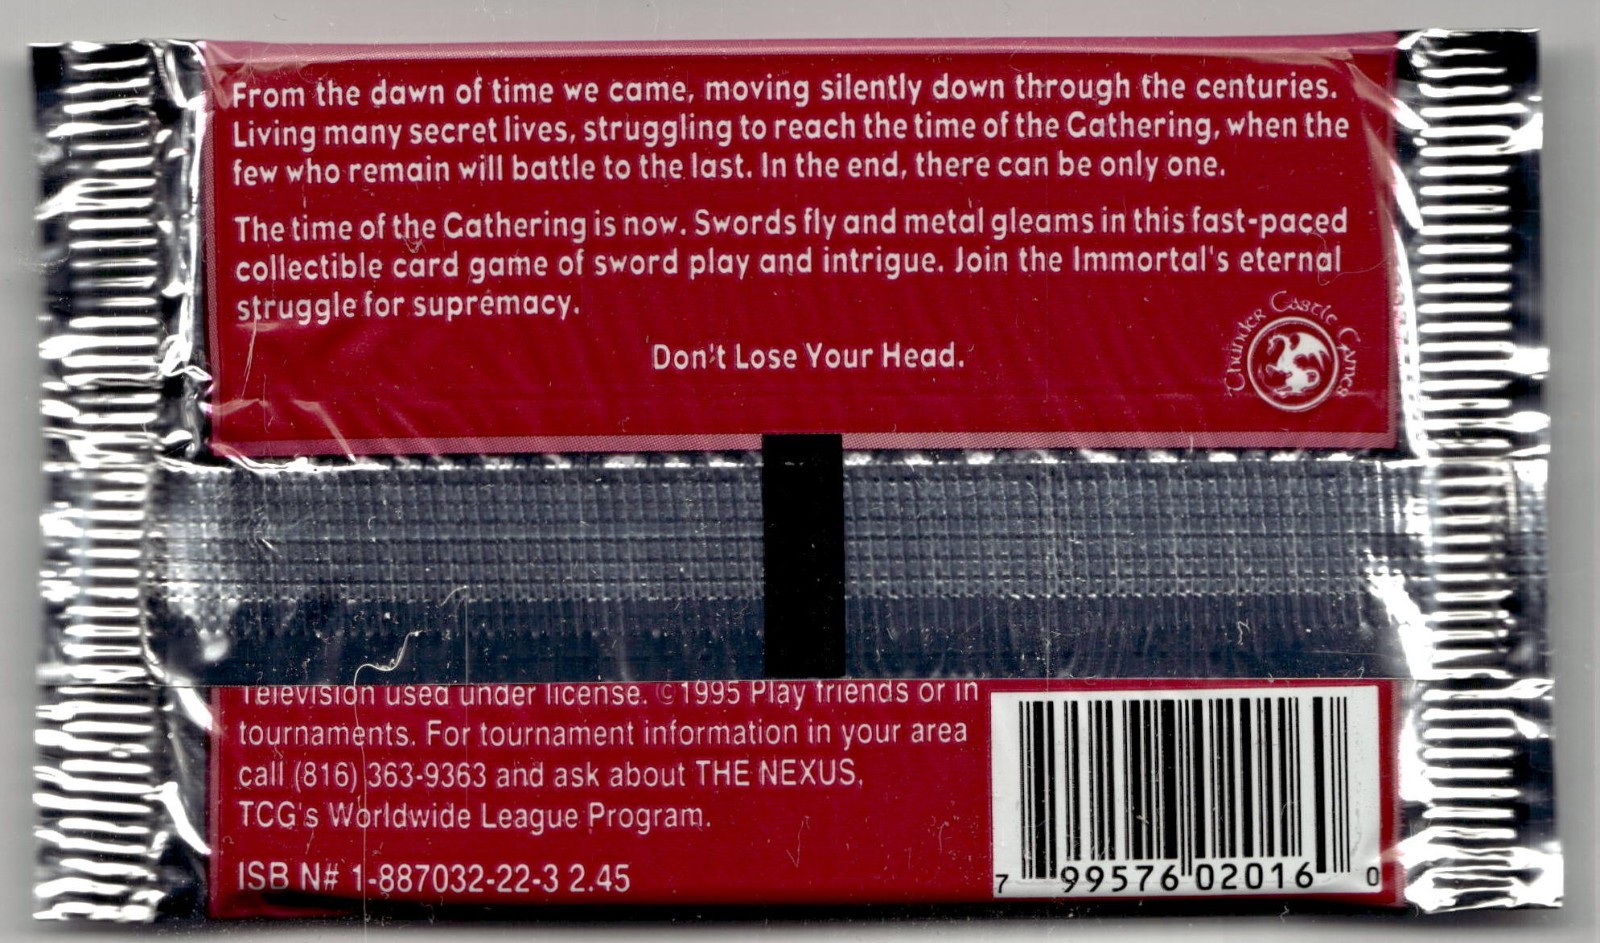 From the dawn of time we came, moving silently down through the centuries.
Living many secret lives, struggling to reach the time of the Gathering, when the
few who remain will battle to the last. In the end, there can be only one.
The time of the Gathering is now. Swords fly and metal gleams in this fast-paced
collectible card game of sword play and intrigue. Join the Immortal's eternal
struggle for supremacy.
Don't Lose Your Head.
Thunder Castle Games
Television used under license. ©1995 Play friends or in
tournaments. For tournament information in your area
call (816) 363-9363 and ask about THE NEXUS,
TCG's Worldwide League Program.
ISB N# 1-887032-22-3 2.45
7 99576 02016 0